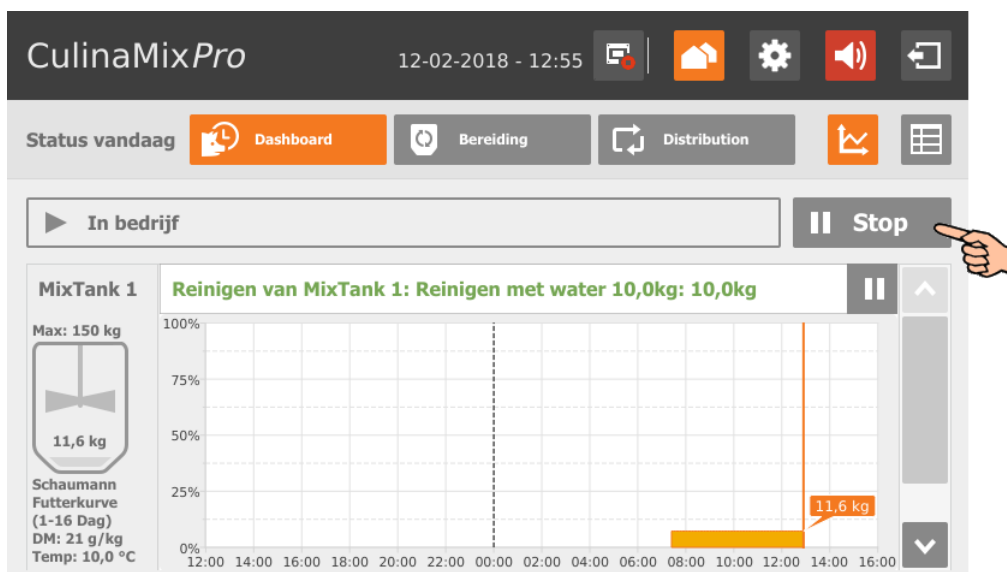 CulinaMixPro
12-02-2018 - 12:55
Status vandaag
Dashboard
Bereiding
Distribution
In bedrijf
Stop
MixTank 1
Reinigen van MixTank 1: Reinigen met water 10,0kg: 10,0kg
Max: 150 kg
11,6 kg
Schaumann
Futterkurve
(1-16 Dag)
DM: 21 g/kg
Temp: 10,0 °C
100%
75%
50%
25%
0%
11,6 kg
12:00 14:00 16:00 18:00 20:00 22:00 00:00 02:00 04:00 06:00 08:00 10:00 12:00 14:00 16:00